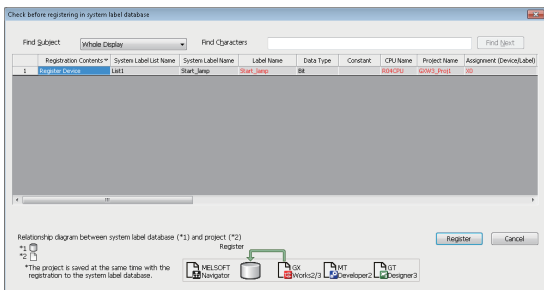 Check before registering in system label database
Find Subject Whole Display Find Characters Find Next
Registration Contents System Label List Name System Label Name Label Name Data Type Constant CPU Name Project Name Assignment (Device/Label)
1 Register Device List1 Start_lamp Start_lamp Bit R04CPU GXW3_Proj1 X0
Relationship diagram between system label database (*1) and project (*2)
*1
*2
Register
*The project is saved at the same time with the
registration to the system label database.
MELSOFT
Navigator
GX
Works2/3
MT
Developer2
GT
Designer3
Register Cancel